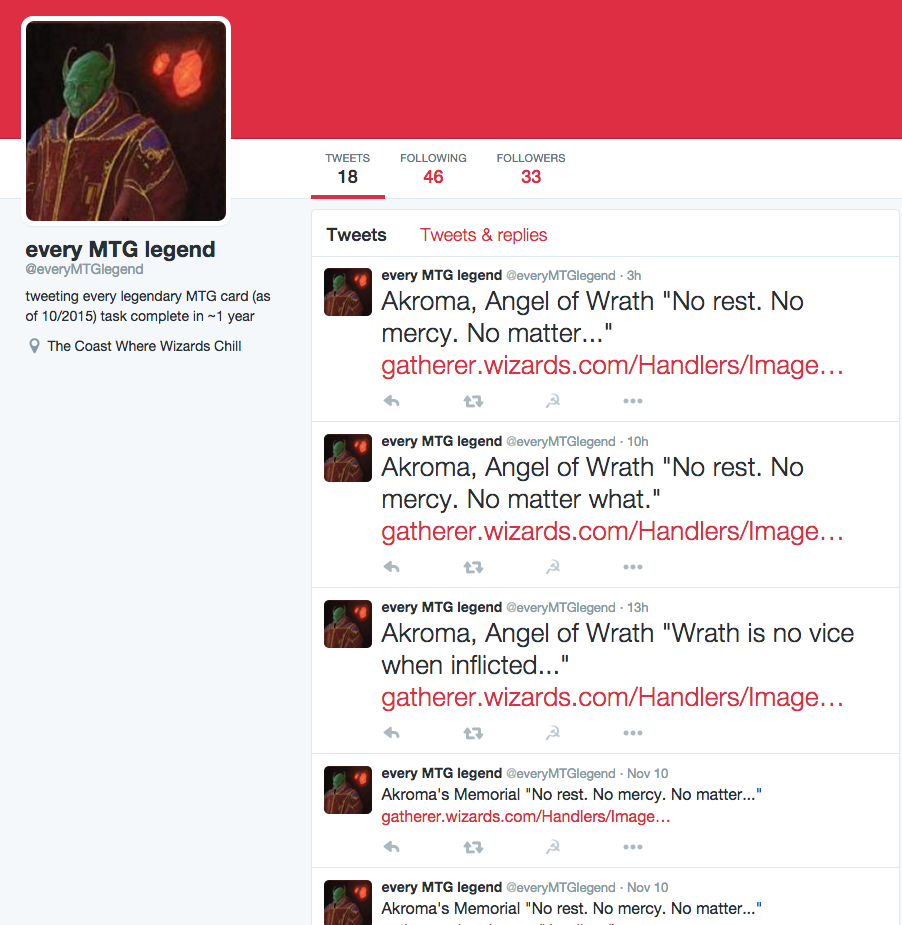 TWEETS FOLLOWING FOLLOWERS
18 46 33
every MTG legend
@everyMTGlegend
tweeting every legendary MTG card (as
of 10/2015) task complete in ~1 year
The Coast Where Wizards Chill
Tweets Tweets & replies
every MTG legend @everyMTGlegend · 3h
Akroma, Angel of Wrath "No rest. No
mercy. No matter..."
gatherer.wizards.com/Handlers/Image…
every MTG legend @everyMTGlegend · 10h
Akroma, Angel of Wrath "No rest. No
mercy. No matter what."
gatherer.wizards.com/Handlers/Image…
every MTG legend @everyMTGlegend · 13h
Akroma, Angel of Wrath "Wrath is no vice
when inflicted..."
gatherer.wizards.com/Handlers/Image…
every MTG legend @everyMTGlegend · Nov 10
Akroma's Memorial "No rest. No mercy. No matter..."
gatherer.wizards.com/Handlers/Image…
every MTG legend @everyMTGlegend · Nov 10
Akroma's Memorial "No rest. No mercy. No matter..."